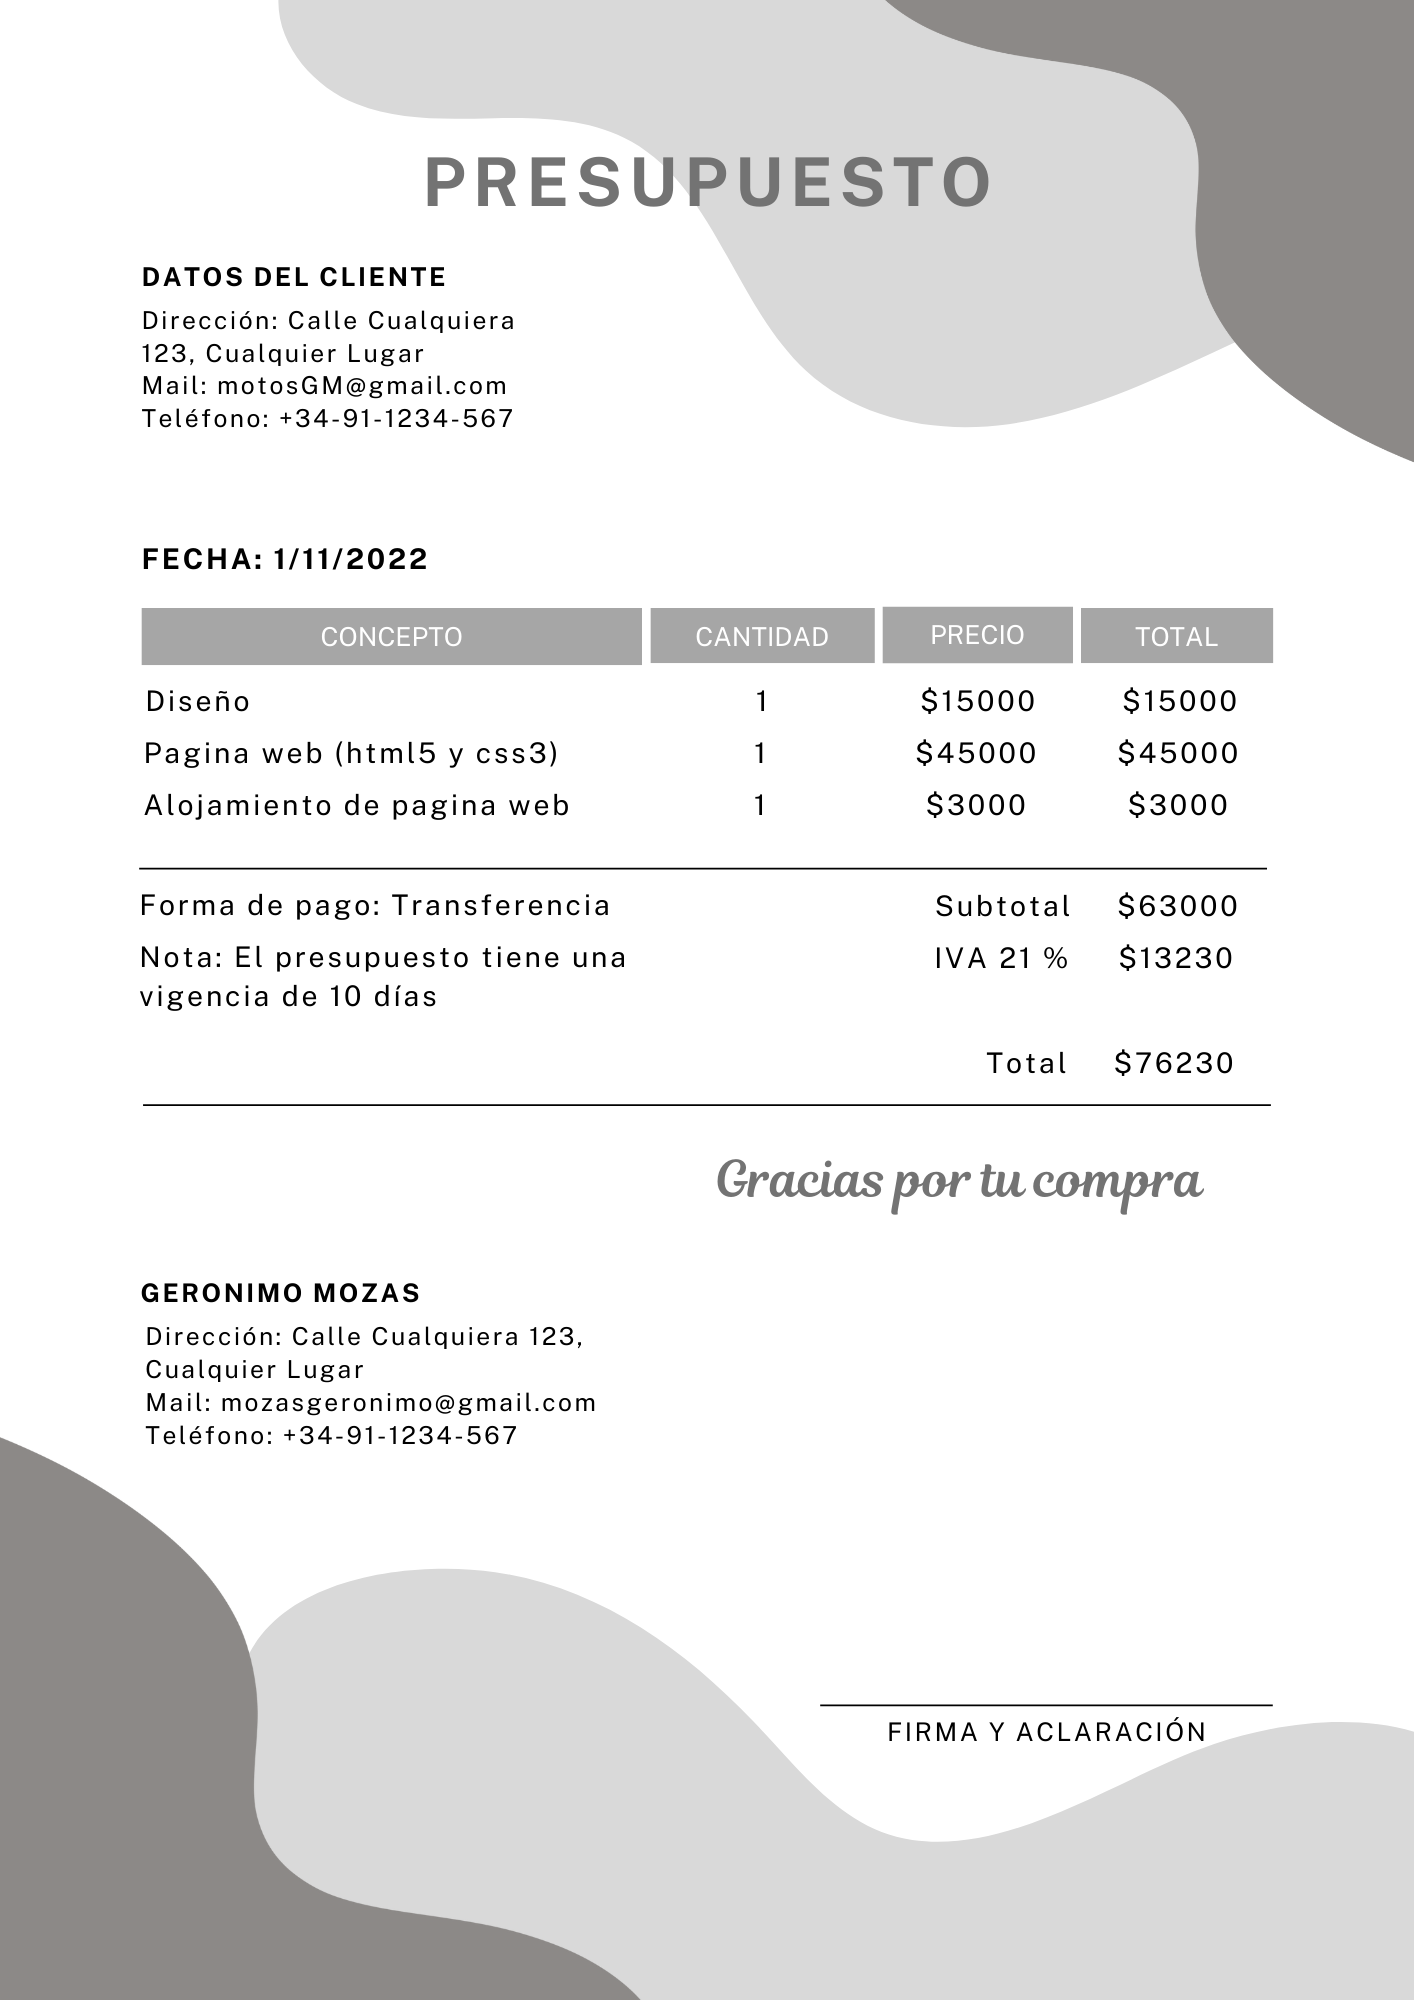 PRESUPUESTO
DATOS DEL CLIENTE
Dirección: Calle Cualquiera
123, Cualquier Lugar
Mail: motosGM@gmail.com
Teléfono: +34-91-1234-567
FECHA: 1/11/2022
CONCEPTO CANTIDAD PRECIO TOTAL
Diseño 1 $15000 $15000
Pagina web (html5 y css3) 1 $45000 $45000
Alojamiento de pagina web 1 $3000 $3000
Forma de pago: Transferencia Subtotal $63000
Nota: El presupuesto tiene una IVA 21 % $13230
vigencia de 10 días
Total $76230
Gracias por tu compra
GERONIMO MOZAS
Dirección: Calle Cualquiera 123,
Cualquier Lugar
Mail: mozasgeronimo@gmail.com
Teléfono: +34-91-1234-567
FIRMA Y ACLARACIÓN